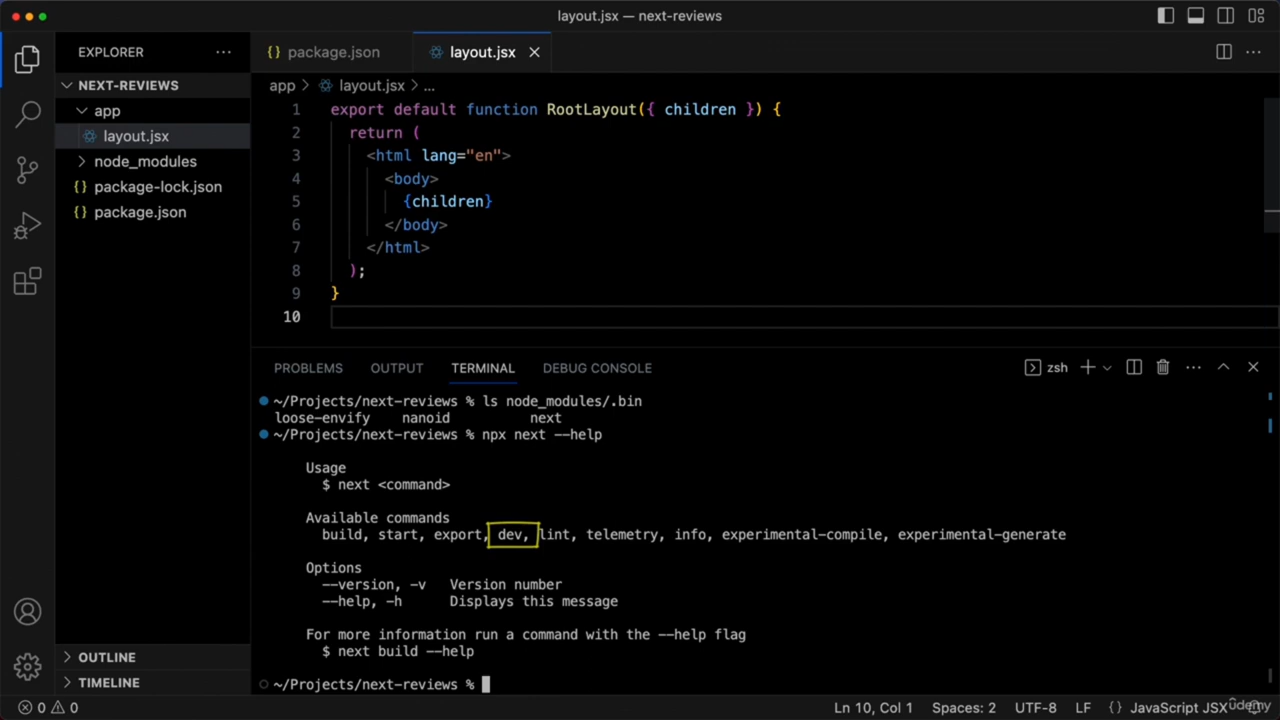 layout.jsx — next-reviews
EXPLORER
NEXT-REVIEWS
app
layout.jsx
node_modules
{} package-lock.json
{} package.json
OUTLINE
TIMELINE
{} package.json
layout.jsx
app > layout.jsx > ...
1 export default function RootLayout({ children }) {
2 return (
3 <html lang="en">
4 <body>
5 {children}
6 </body>
7 </html>
8 );
9 }
10
PROBLEMS OUTPUT TERMINAL DEBUG CONSOLE
zsh
~/Projects/next-reviews % ls node_modules/.bin
loose-envify nanoid next
~/Projects/next-reviews % npx next --help
Usage
$ next <command>
Available commands
build, start, export, dev, lint, telemetry, info, experimental-compile, experimental-generate
Options
--version, -v Version number
--help, -h Displays this message
For more information run a command with the --help flag
$ next build --help
~/Projects/next-reviews %
0 0
Ln 10, Col 1 Spaces: 2 UTF-8 LF {} JavaScript JSX
ûdemy